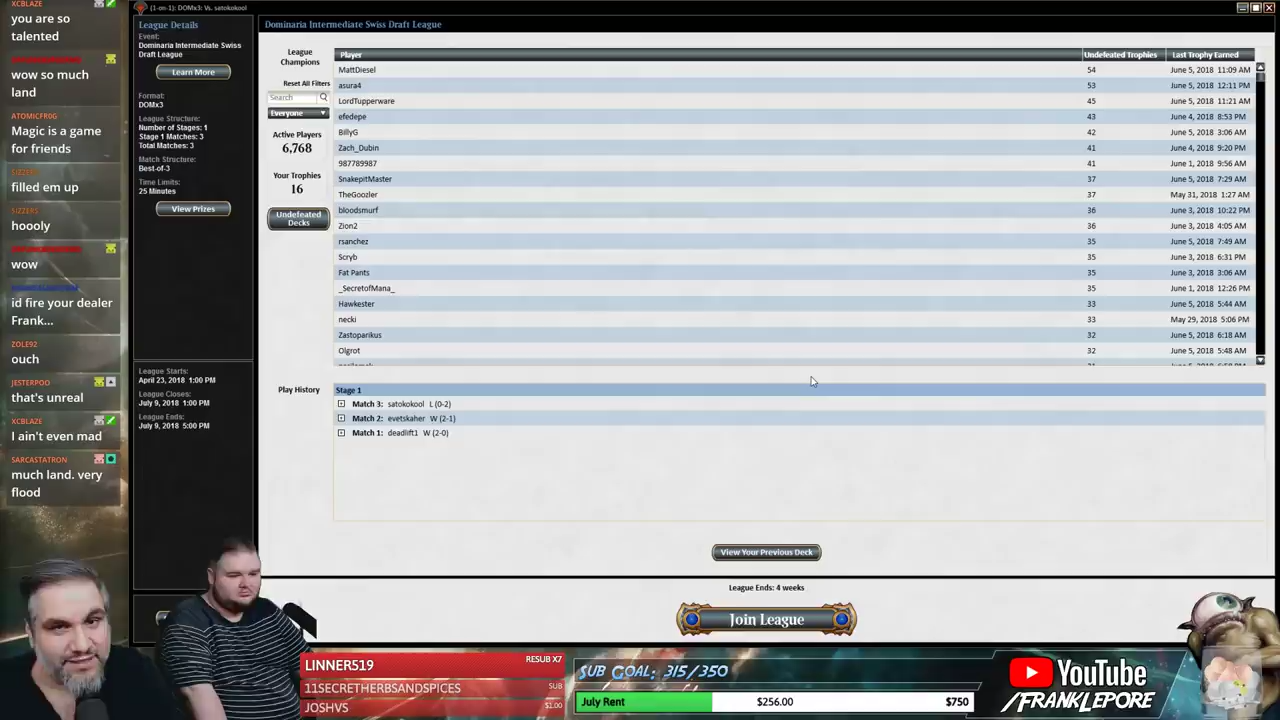 XCBLAZE
you are so
talented
wow so much
land
ATOMICFR0G
Magic is a game
for friends
SIZZERS
filled em up
SIZZERS
hoooly
wow
id fire your dealer
Frank...
ZOLE92
ouch
JESTERPOD
that's unreal
XCBLAZE
I ain't even mad
SARCASTATRON
much land. very
flood
(1-on-1): DOMx3: Vs. satokokool
League Details
Event:
Dominaria Intermediate Swiss
Draft League
Learn More
Format:
DOMx3
League Structure:
Number of Stages: 1
Stage 1 Matches: 3
Total Matches: 3
Match Structure:
Best-of-3
Time Limits:
25 Minutes
View Prizes
League Starts:
April 23, 2018 1:00 PM
League Closes:
July 9, 2018 1:00 PM
League Ends:
July 9, 2018 5:00 PM
Dominaria Intermediate Swiss Draft League
League
Champions
Reset All Filters
Search
Everyone
Active Players
6,768
Your Trophies
16
Undefeated
Decks
Player Undefeated Trophies Last Trophy Earned
MattDiesel 54 June 5, 2018 11:09 AM
asura4 53 June 5, 2018 12:11 PM
LordTupperware 45 June 5, 2018 11:21 AM
efedepe 43 June 4, 2018 8:53 PM
BillyG 42 June 5, 2018 3:06 AM
Zach_Dubin 41 June 4, 2018 9:20 PM
987789987 41 June 1, 2018 9:56 AM
SnakepitMaster 37 June 5, 2018 7:29 AM
TheGoozler 37 May 31, 2018 1:27 AM
bloodsmurf 36 June 3, 2018 10:22 PM
Zion2 36 June 3, 2018 4:05 AM
rsanchez 35 June 5, 2018 7:49 AM
Scryb 35 June 3, 2018 6:31 PM
Fat Pants 35 June 3, 2018 3:06 AM
_SecretofMana_ 35 June 1, 2018 12:26 PM
Hawkester 33 June 5, 2018 5:44 AM
necki 33 May 29, 2018 5:06 PM
Zastoparikus 32 June 5, 2018 6:18 AM
Olgrot 32 June 5, 2018 5:48 AM
Play History
Stage 1
Match 3: satokokool L (0-2)
Match 2: evetskaher W (2-1)
Match 1: deadlift1 W (2-0)
View Your Previous Deck
League Ends: 4 weeks
Join League
LINNER519 RESUB X7
11SECRETHERBSANDSPICES SUB
JOSHVS $1.00
SUB GOAL: 315/350
July Rent $256.00 $750
YouTube
/FRANKLEPORE